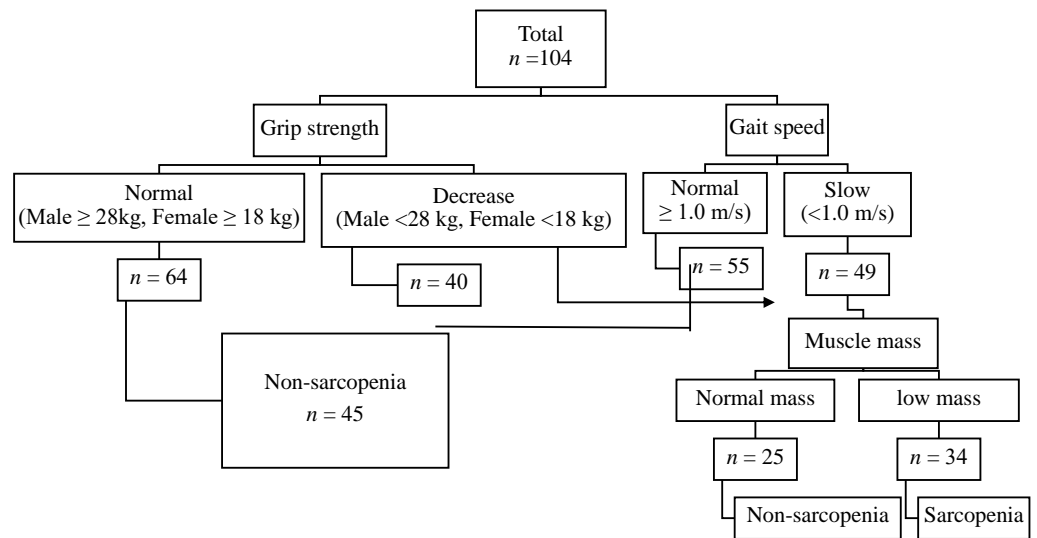 Total
n =104
Grip strength
Gait speed
Normal
(Male ≥ 28kg, Female ≥ 18 kg)
Decrease
(Male <28 kg, Female <18 kg)
Normal
≥ 1.0 m/s)
Slow
(<1.0 m/s)
n = 64
n = 40
n = 55
n = 49
Non-sarcopenia
n = 45
Muscle mass
Normal mass
low mass
n = 25
n = 34
Non-sarcopenia
Sarcopenia